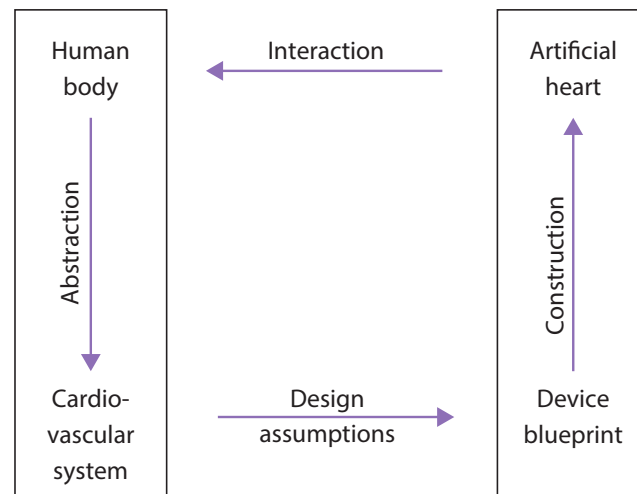 Human
body
Interaction
Artificial
heart
Abstraction
Construction
Cardio-
vascular
system
Design
assumptions
Device
blueprint